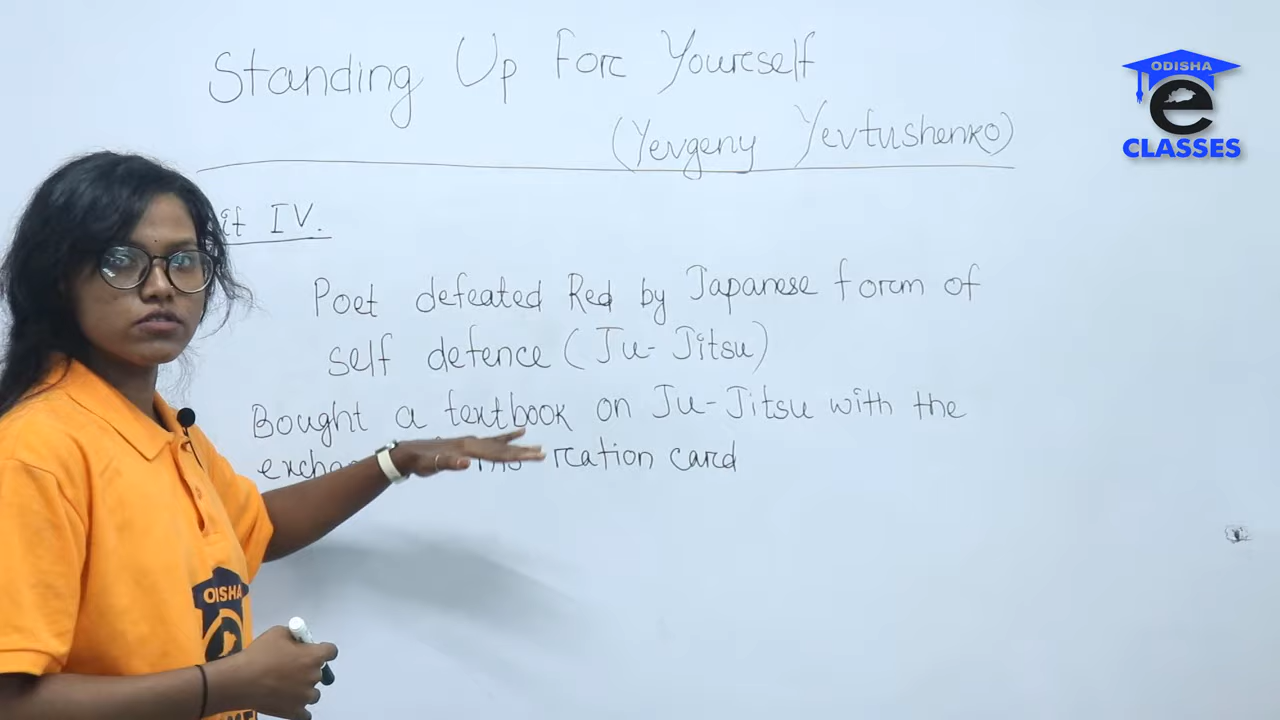 Standing Up For Yourself
(Yevgeny Yevtushenko)
IV.
Poet defeated Red by Japanese form of
self defence (Ju-Jitsu)
Bought a textbook on Ju-Jitsu with the
ration card
ODISHA
e
CLASSES
ODISHA